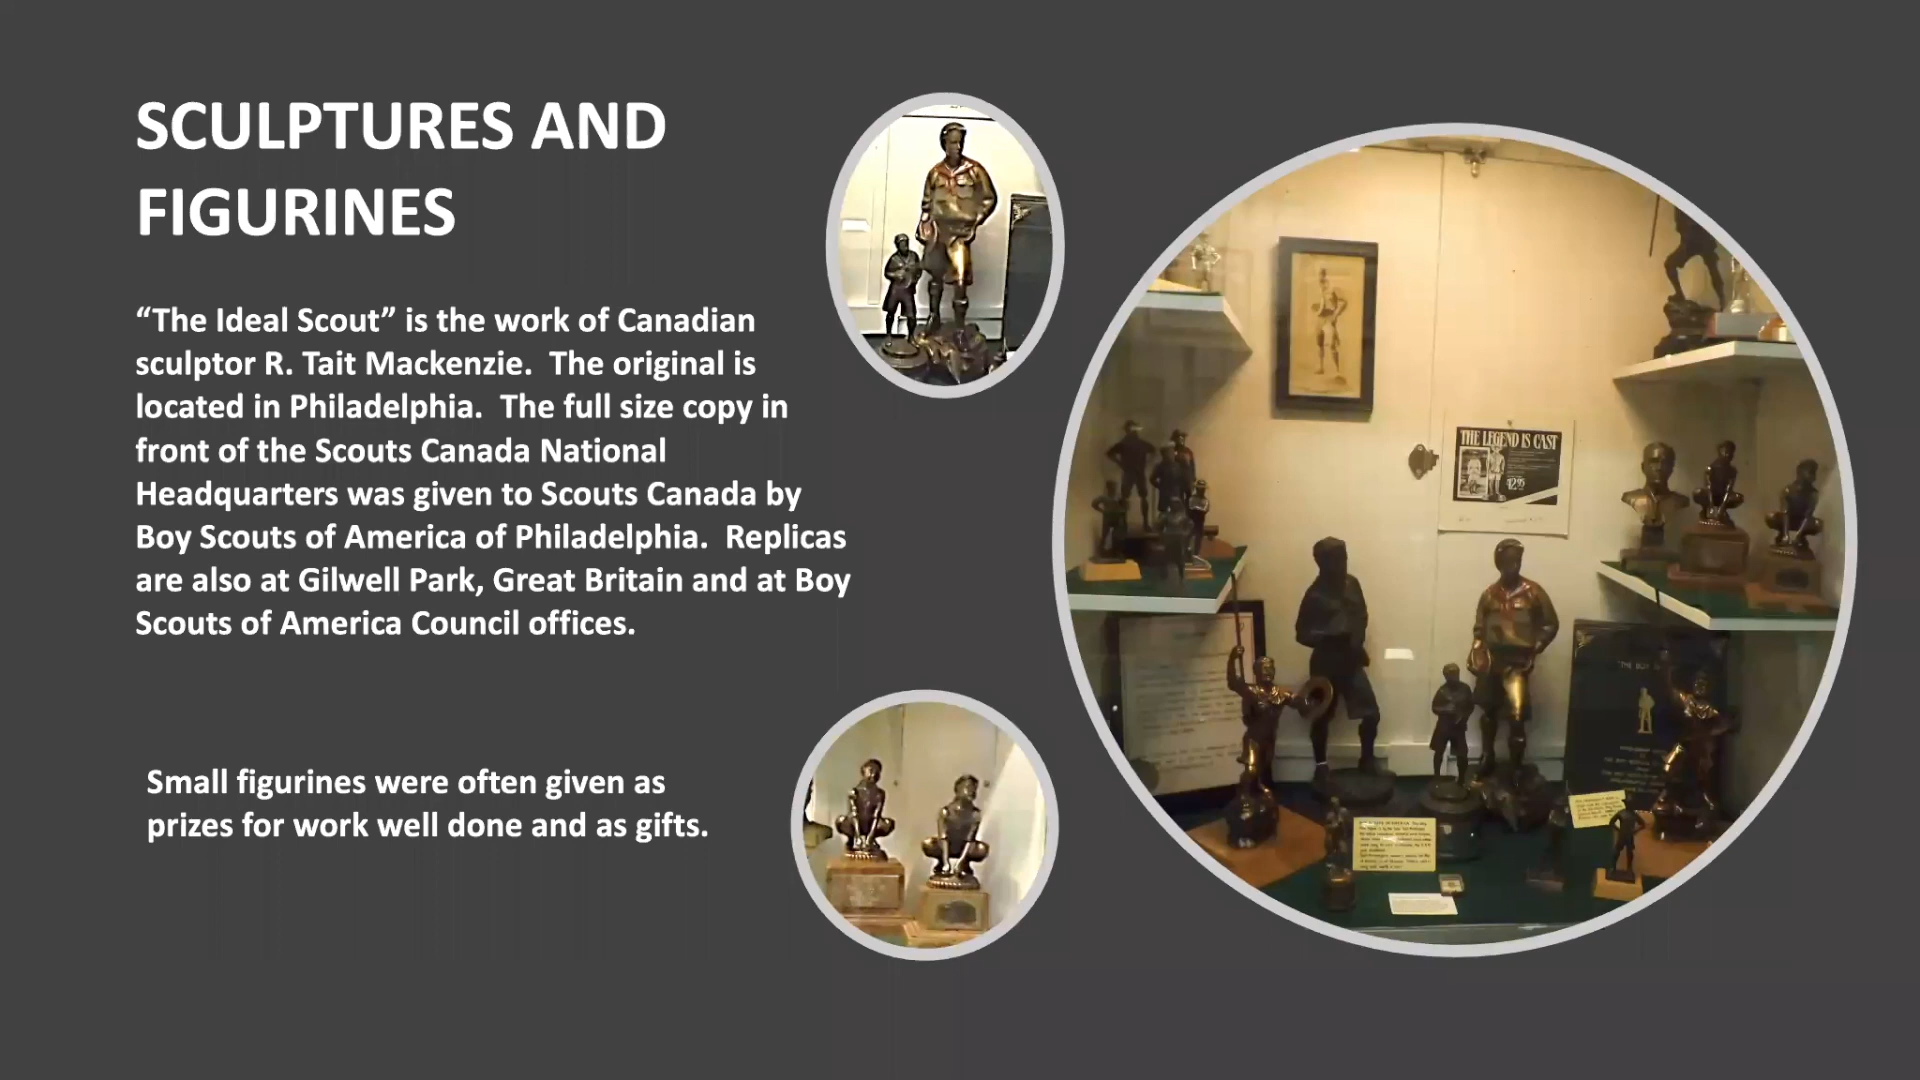 SCULPTURES AND
FIGURINES
“The Ideal Scout” is the work of Canadian
sculptor R. Tait Mackenzie.  The original is
located in Philadelphia.  The full size copy in
front of the Scouts Canada National
Headquarters was given to Scouts Canada by
Boy Scouts of America of Philadelphia.  Replicas
are also at Gilwell Park, Great Britain and at Boy
Scouts of America Council offices.
Small figurines were often given as
prizes for work well done and as gifts.
THE LEGEND IS CAST